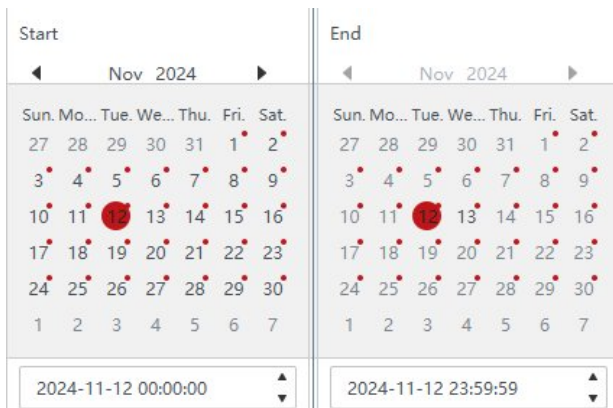 Start
Nov 2024
Sun. Mo... Tue. We... Thu. Fri. Sat.
27 28 29 30 31 1 2
3 4 5 6 7 8 9
10 11 12 13 14 15 16
17 18 19 20 21 22 23
24 25 26 27 28 29 30
1 2 3 4 5 6 7
2024-11-12 00:00:00
End
Nov 2024
Sun. Mo... Tue. We... Thu. Fri. Sat.
27 28 29 30 31 1 2
3 4 5 6 7 8 9
10 11 12 13 14 15 16
17 18 19 20 21 22 23
24 25 26 27 28 29 30
1 2 3 4 5 6 7
2024-11-12 23:59:59